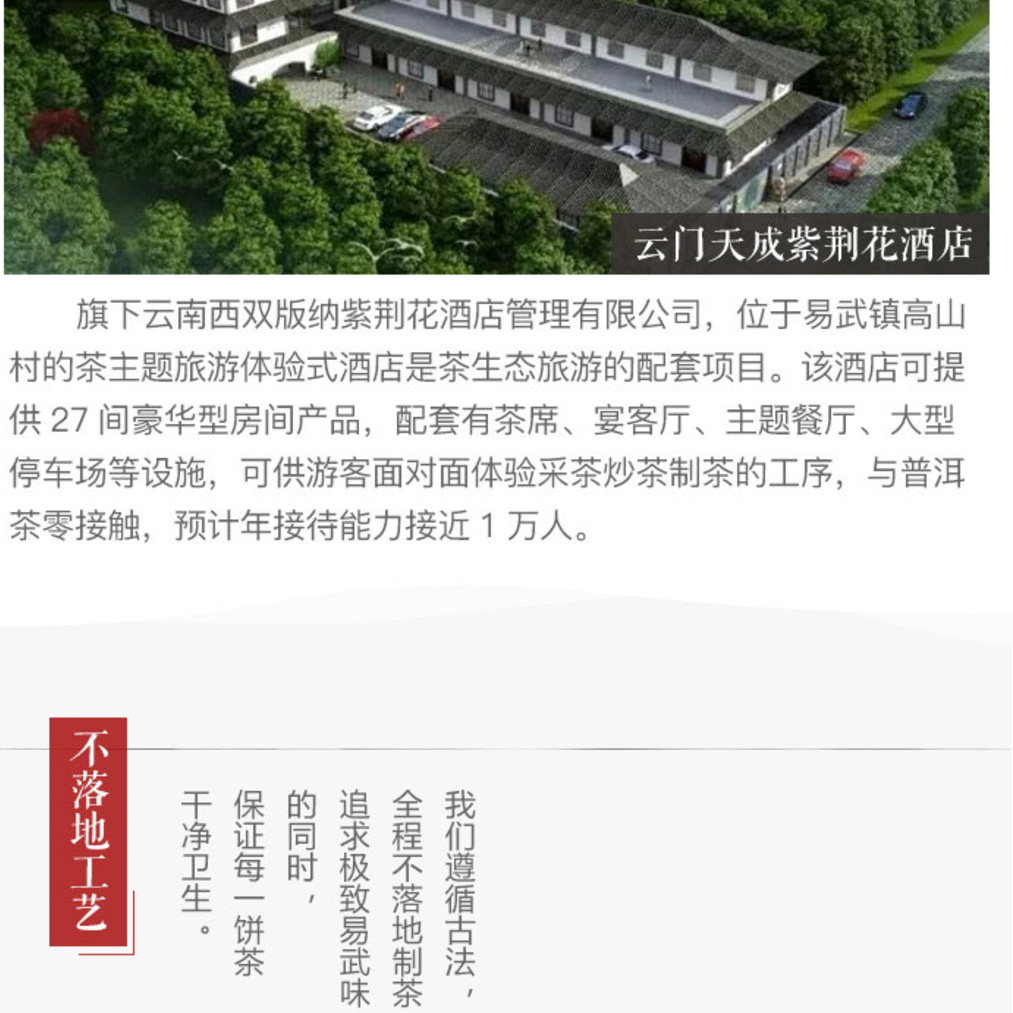 云门天成紫荆花酒店
旗下云南西双版纳紫荆花酒店管理有限公司，位于易武镇高山
村的茶主题旅游体验式酒店是茶生态旅游的配套项目。该酒店可提
供 27 间豪华型房间产品，配套有茶席、宴客厅、主题餐厅、大型
停车场等设施，可供游客面对面体验采茶炒茶制茶的工序，与普洱
茶零接触，预计年接待能力接近 1 万人。
不落地工艺
我们遵循古法，
全程不落地制茶
追求极致易武味
的同时，
保证每一饼茶
干净卫生。